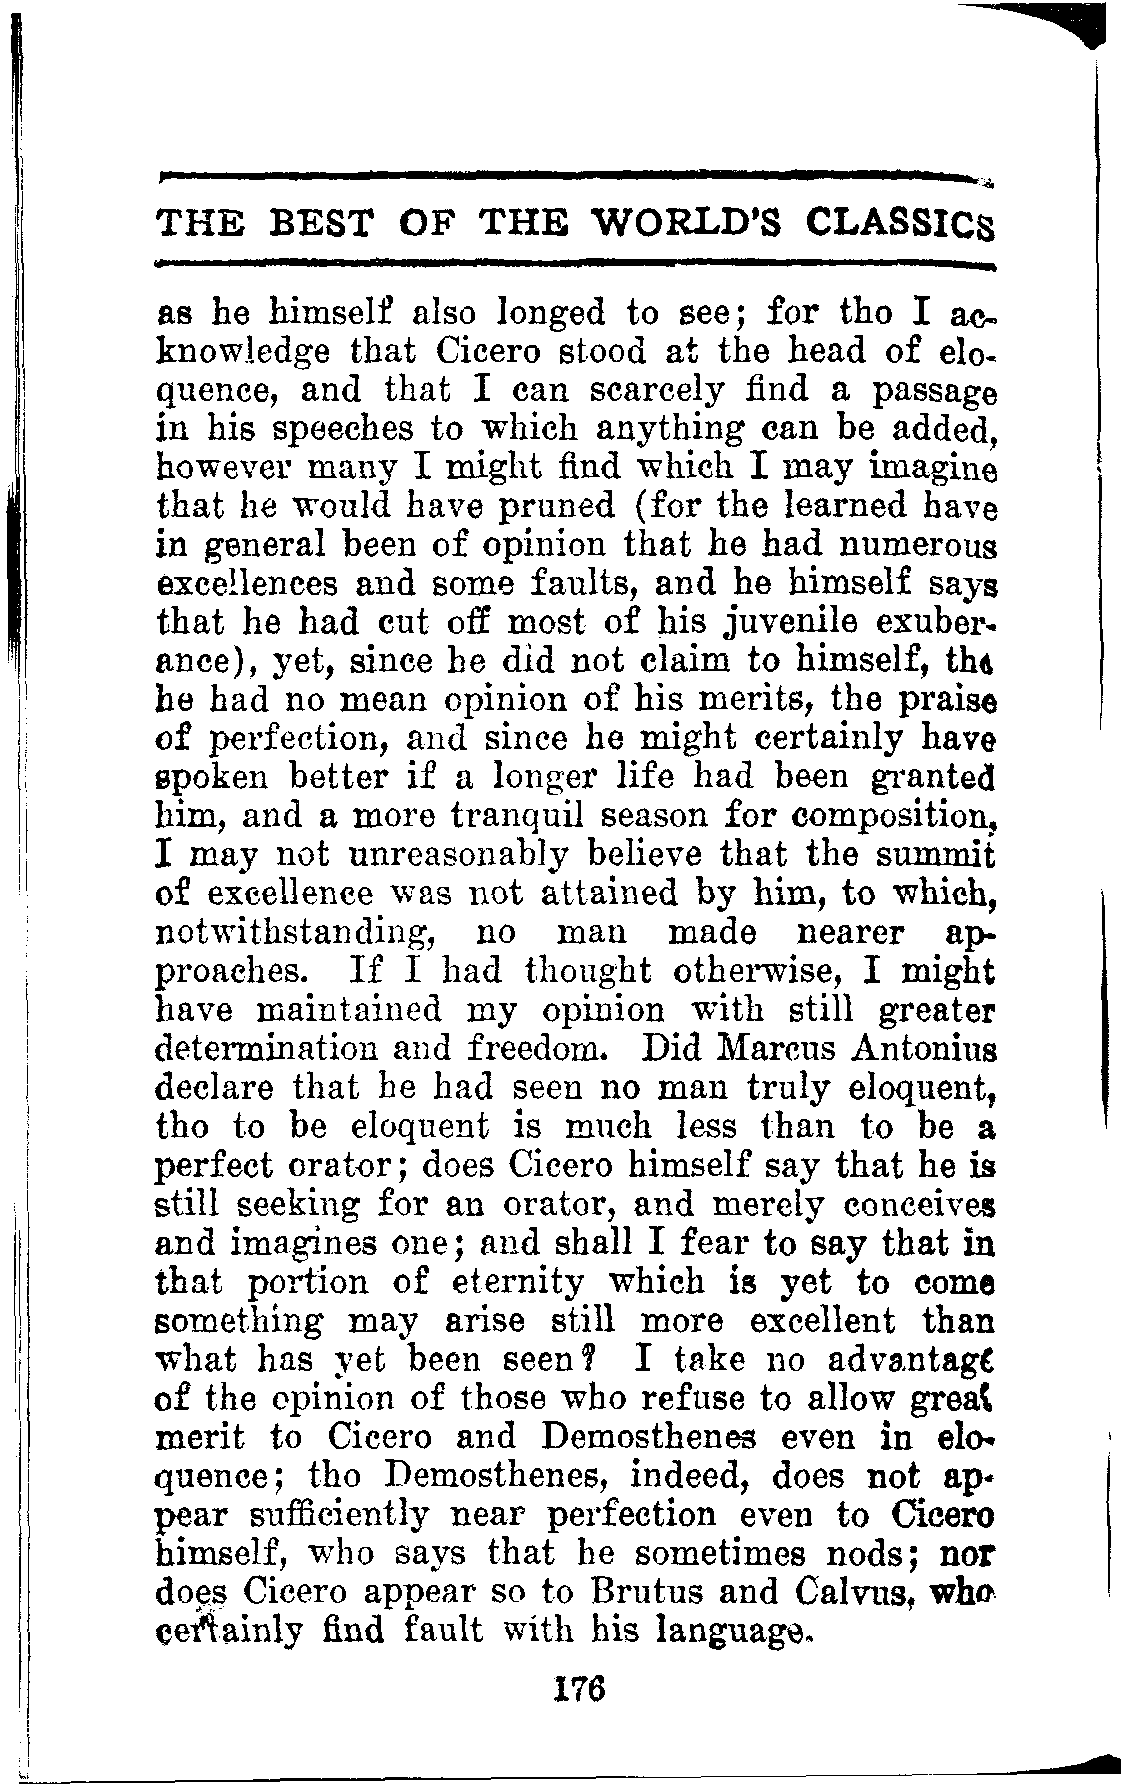 THE BEST OF THE WORLD'S CLASSICS
as he himself also longed to see; for tho I ac-
knowledge that Cicero stood at the head of elo-
quence, and that I can scarcely find a passage
in his speeches to which anything can be added,
however many I might find which I may imagine
that he would have pruned (for the learned have
in general been of opinion that he had numerous
excellences and some faults, and he himself says
that he had cut off most of his juvenile exuber-
ance), yet, since he did not claim to himself, tho
he had no mean opinion of his merits, the praise
of perfection, and since he might certainly have
spoken better if a longer life had been granted
him, and a more tranquil season for composition,
I may not unreasonably believe that the summit
of excellence was not attained by him, to which,
notwithstanding, no man made nearer ap-
proaches. If I had thought otherwise, I might
have maintained my opinion with still greater
determination and freedom. Did Marcus Antonius
declare that he had seen no man truly eloquent,
tho to be eloquent is much less than to be a
perfect orator; does Cicero himself say that he is
still seeking for an orator, and merely conceives
and imagines one; and shall I fear to say that in
that portion of eternity which is yet to come
something may arise still more excellent than
what has yet been seen? I take no advantage
of the opinion of those who refuse to allow great
merit to Cicero and Demosthenes even in elo-
quence; tho Demosthenes, indeed, does not ap-
pear sufficiently near perfection even to Cicero
himself, who says that he sometimes nods; nor
does Cicero appear so to Brutus and Calvus, who
certainly find fault with his language.
176